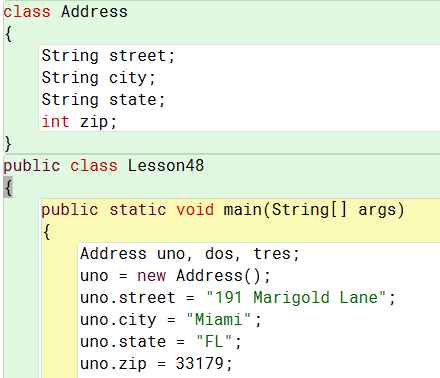 class Address
{
String street;
String city;
String state;
int zip;
}
public class Lesson48
{
public static void main(String[] args)
{
Address uno, dos, tres;
uno = new Address();
uno.street = "191 Marigold Lane";
uno.city = "Miami";
uno.state = "FL";
uno.zip = 33179;